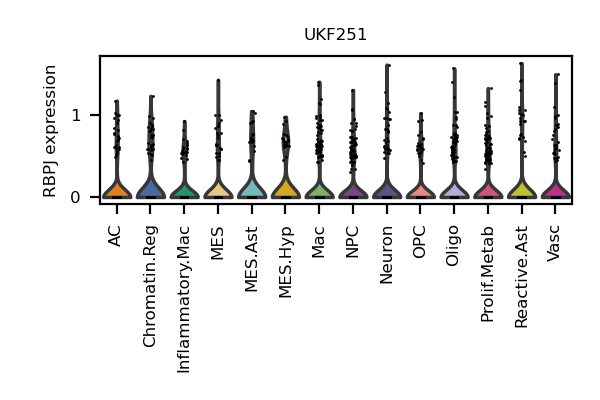 UKF251
RBPJ expression
1
0
AC
Chromatin.Reg
Inflammatory.Mac
MES
MES.Ast
MES.Hyp
Mac
NPC
Neuron
OPC
Oligo
Prolif.Metab
Reactive.Ast
Vasc